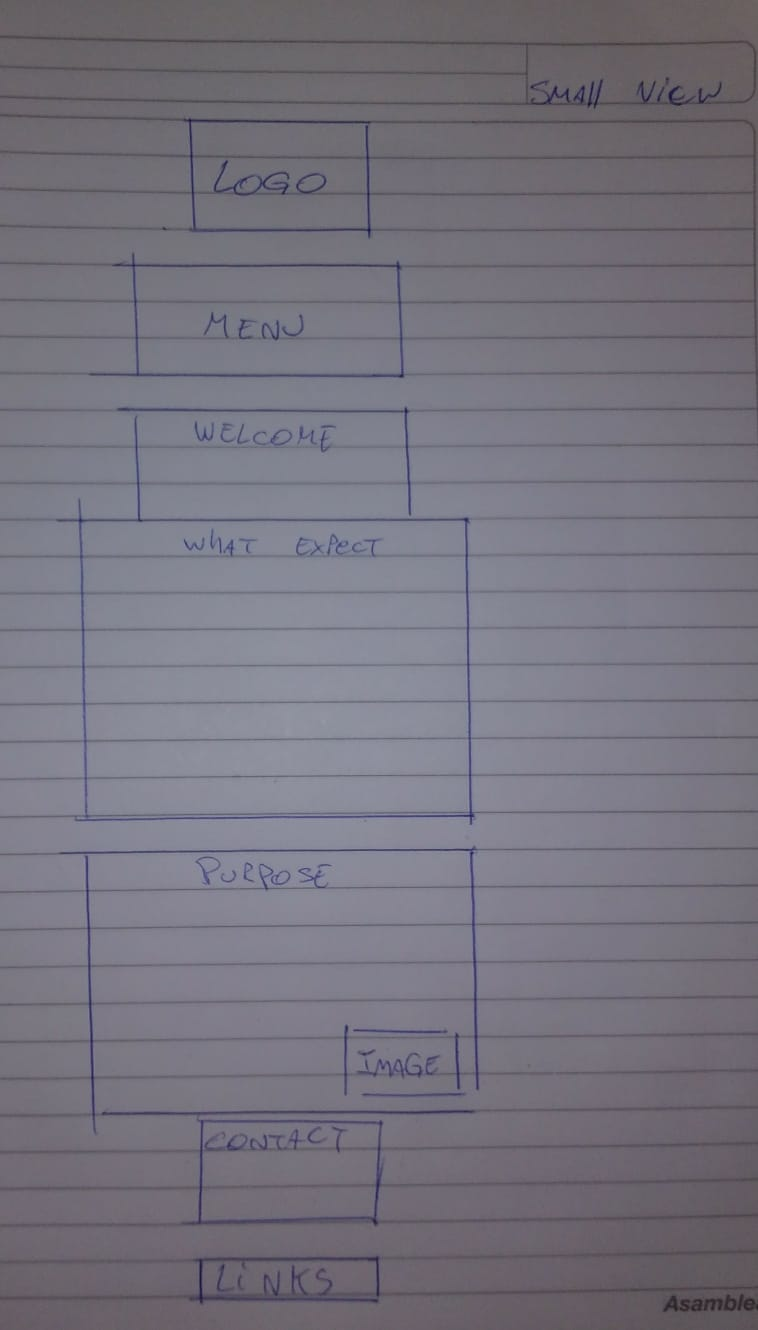 SMAll ViEW
LOGO
MENU
WELCOME
WhAT EXPECT
PURPOSE
IMAGE
CONTACT
LiNKS
Asamble